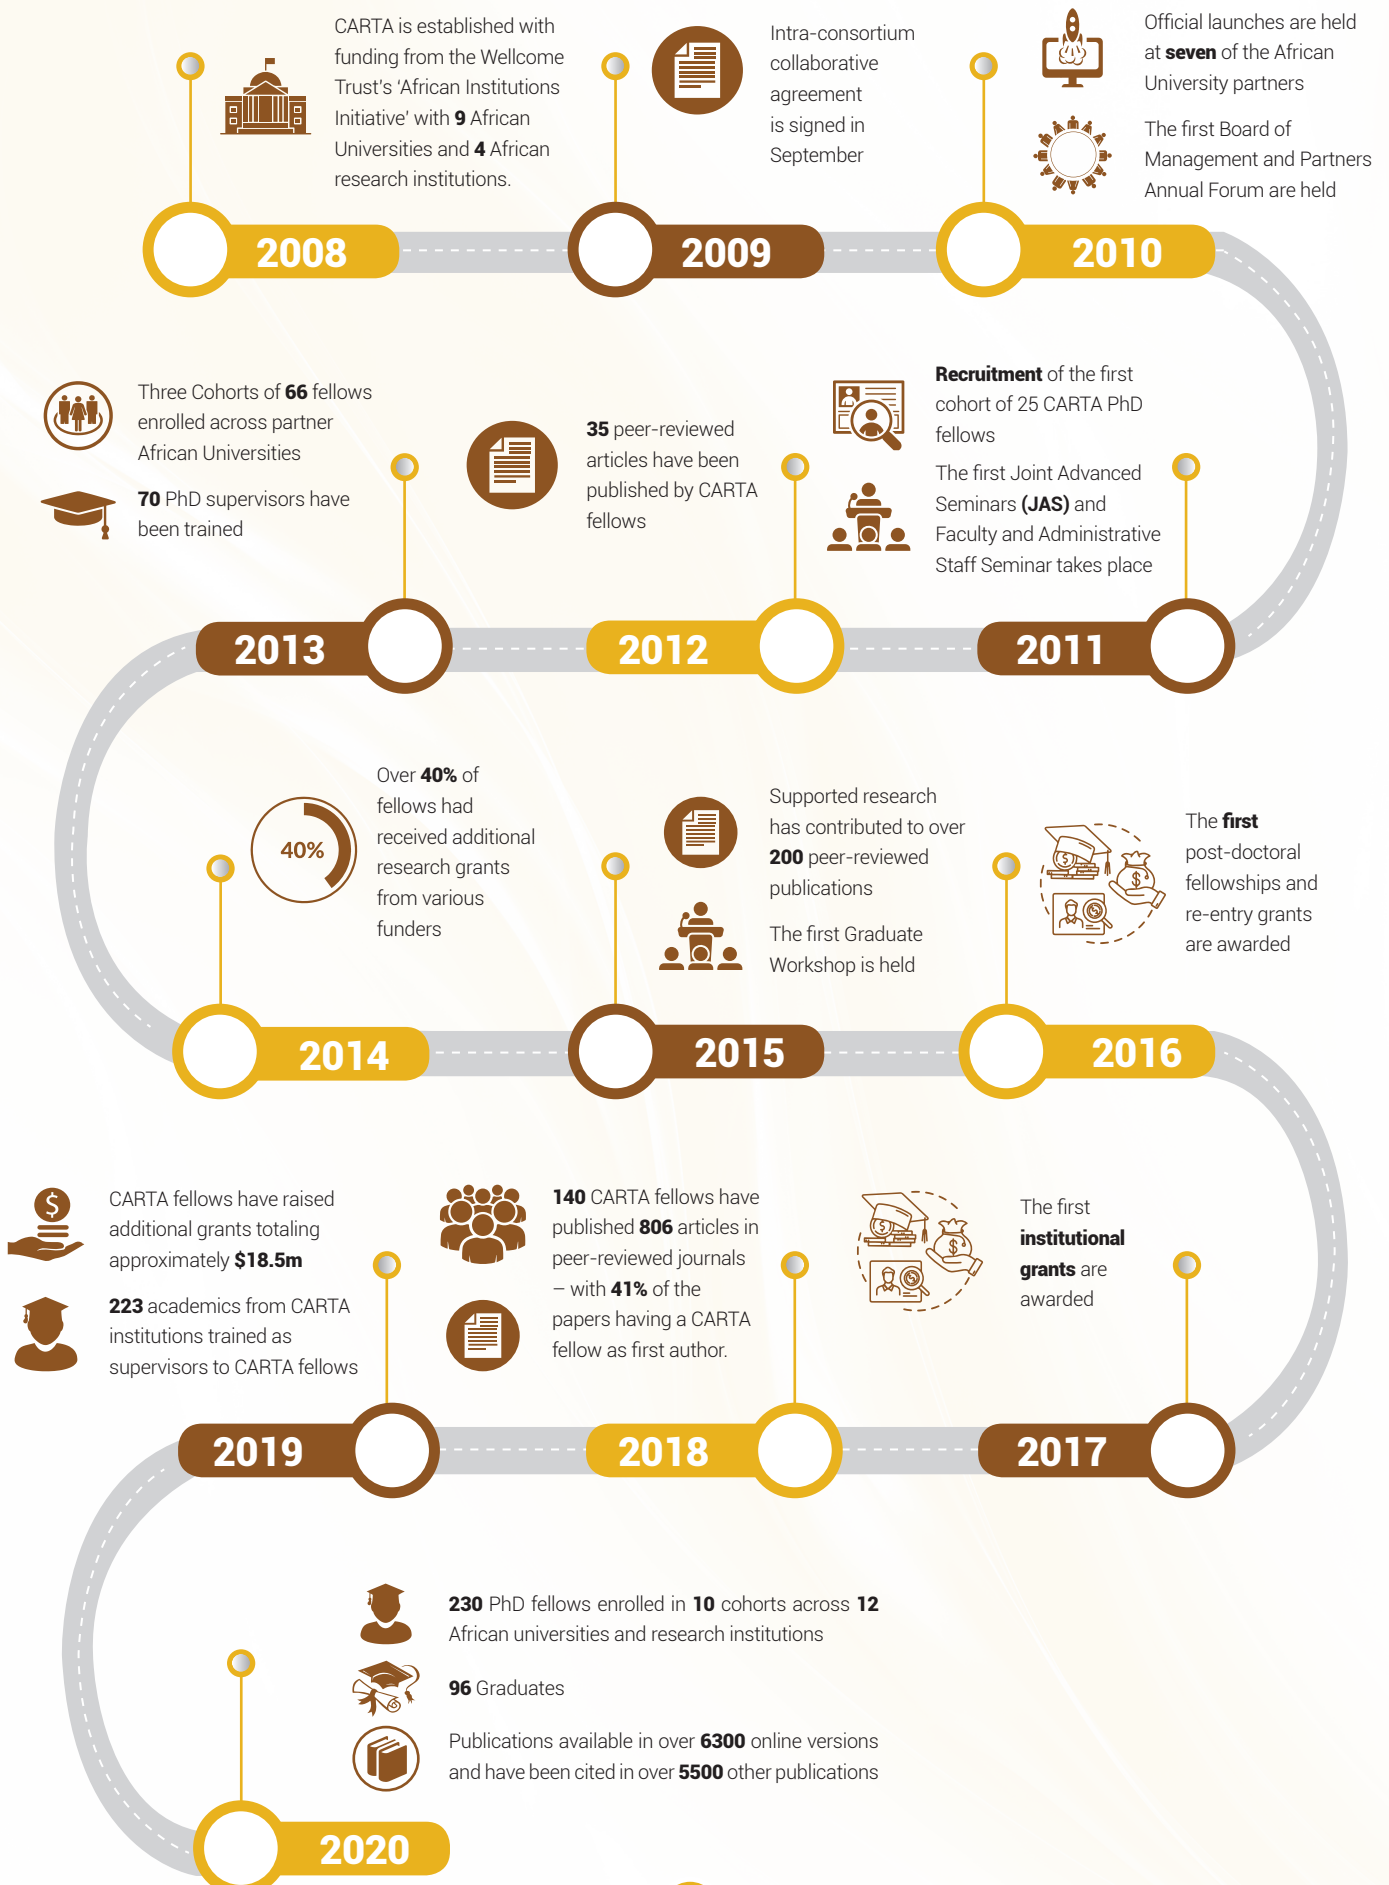 CARTA is established with
funding from the Wellcome
Trust's 'African Institutions
Initiative' with 9 African
Universities and 4 African
research institutions.
2008
Intra-consortium
collaborative
agreement
is signed in
September
2009
Official launches are held
at seven of the African
University partners
The first Board of
Management and Partners
Annual Forum are held
2010
Recruitment of the first
cohort of 25 CARTA PhD
fellows
The first Joint Advanced
Seminars (JAS) and
Faculty and Administrative
Staff Seminar takes place
2011
35 peer-reviewed
articles have been
published by CARTA
fellows
2012
Three Cohorts of 66 fellows
enrolled across partner
African Universities
70 PhD supervisors have
been trained
2013
40%
Over 40% of
fellows had
received additional
research grants
from various
funders
2014
Supported research
has contributed to over
200 peer-reviewed
publications
The first Graduate
Workshop is held
2015
The first
post-doctoral
fellowships and
re-entry grants
are awarded
2016
The first
institutional
grants are
awarded
2017
140 CARTA fellows have
published 806 articles in
peer-reviewed journals
– with 41% of the
papers having a CARTA
fellow as first author.
2018
CARTA fellows have raised
additional grants totaling
approximately $18.5m
223 academics from CARTA
institutions trained as
supervisors to CARTA fellows
2019
230 PhD fellows enrolled in 10 cohorts across 12
African universities and research institutions
96 Graduates
Publications available in over 6300 online versions
and have been cited in over 5500 other publications
2020